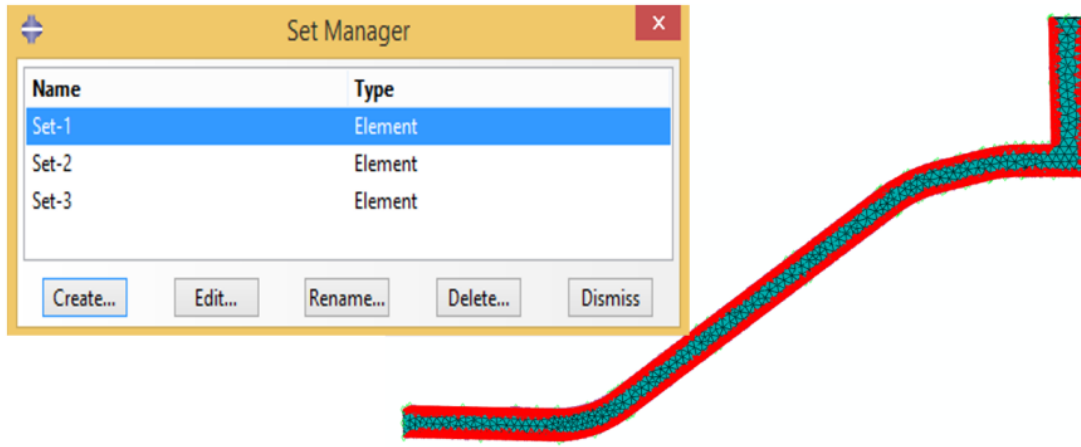 Set Manager
x
Name Type
Set-1 Element
Set-2 Element
Set-3 Element
Create... Edit... Rename... Delete... Dismiss